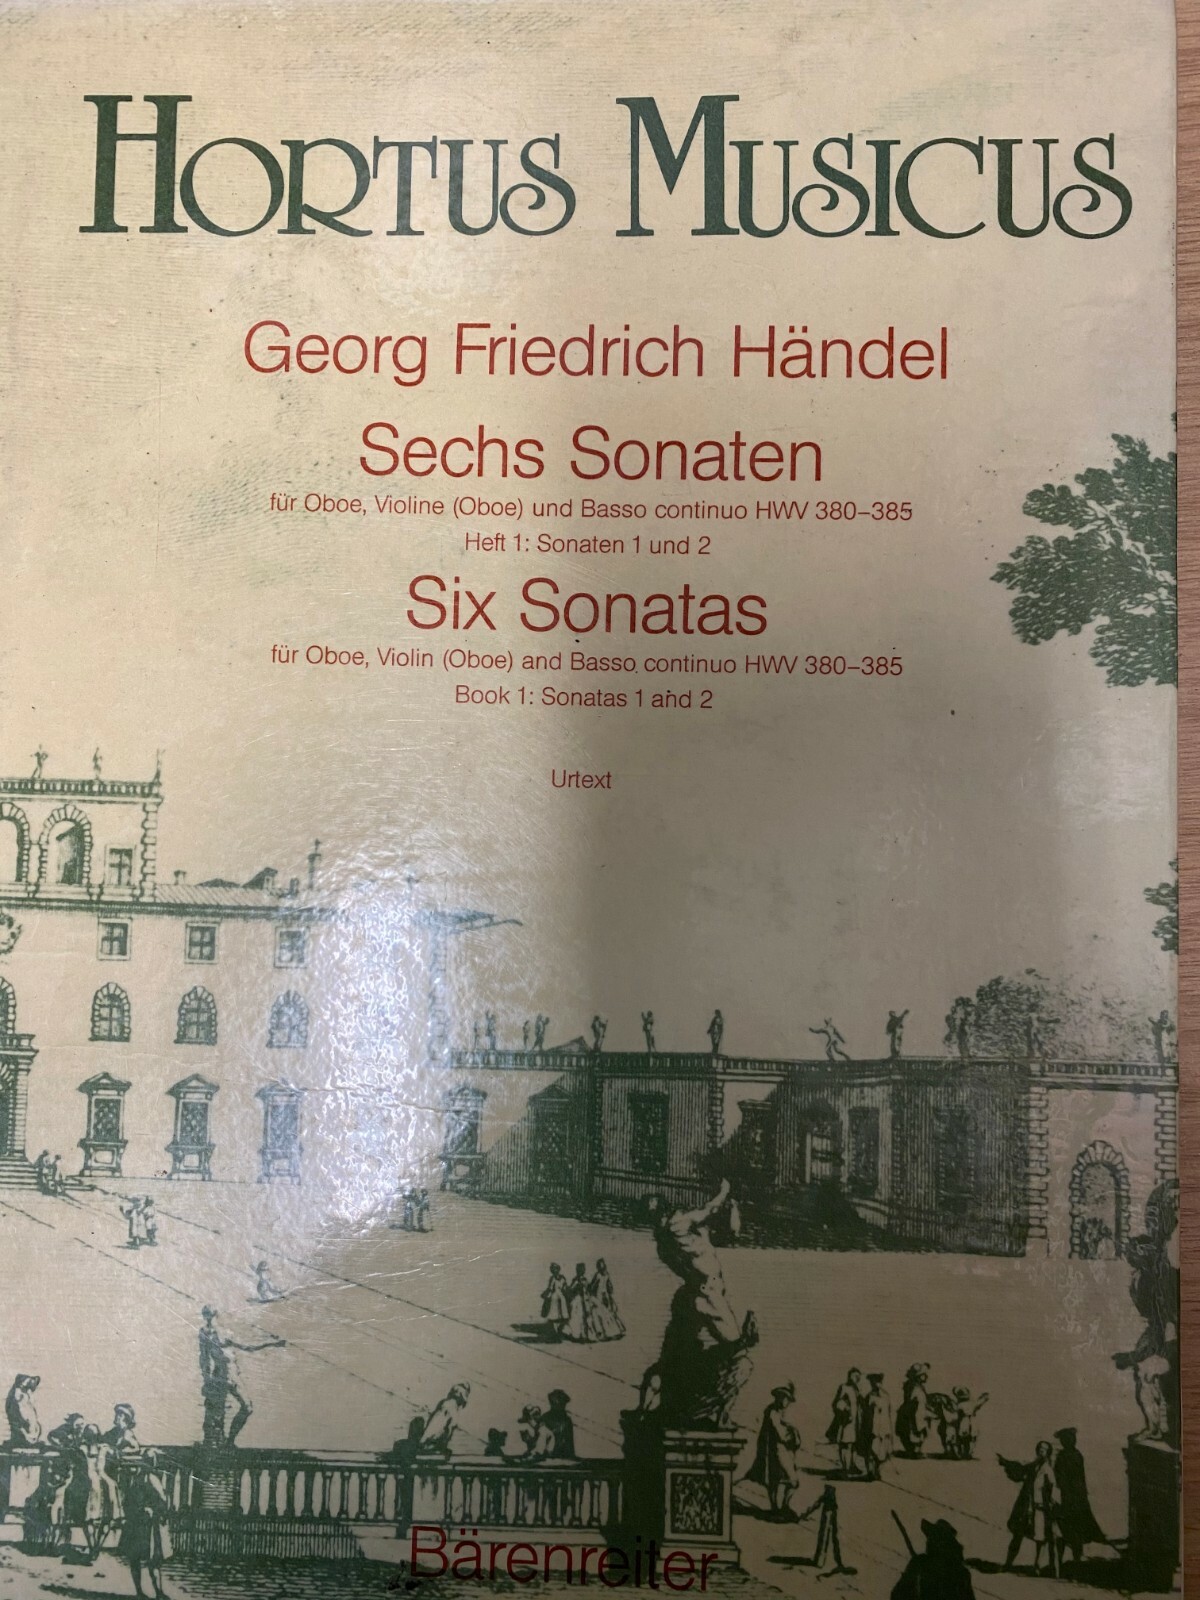 HORTUS MUSICUS
Georg Friedrich Händel
Sechs Sonaten
für Oboe, Violine (Oboe) und Basso continuo HWV 380–385
Heft 1: Sonaten 1 und 2
Six Sonatas
für Oboe, Violin (Oboe) and Basso continuo HWV 380–385
Book 1: Sonatas 1 and 2
Urtext
Bärenreiter